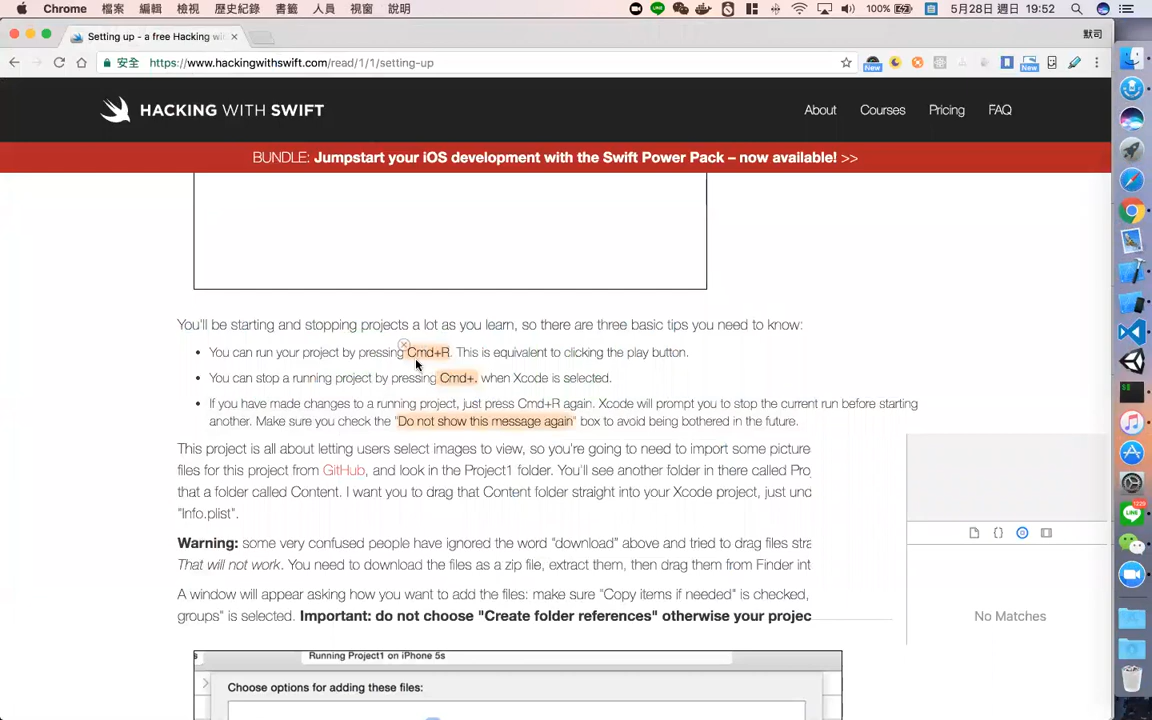 Chrome 檔案 編輯 檢視 歷史紀錄 書籤 人員 視窗 說明 100% 5月28日 週日 19:52
Setting up - a free Hacking wi 默司
安全 https://www.hackingwithswift.com/read/1/1/setting-up New New
HACKING WITH SWIFT About Courses Pricing FAQ
BUNDLE: Jumpstart your iOS development with the Swift Power Pack – now available! >>
You'll be starting and stopping projects a lot as you learn, so there are three basic tips you need to know:
• You can run your project by pressing Cmd+R. This is equivalent to clicking the play button.
• You can stop a running project by pressing Cmd+. when Xcode is selected.
• If you have made changes to a running project, just press Cmd+R again. Xcode will prompt you to stop the current run before starting
another. Make sure you check the "Do not show this message again" box to avoid being bothered in the future.
This project is all about letting users select images to view, so you're going to need to import some picture
files for this project from GitHub, and look in the Project1 folder. You'll see another folder in there called Pro
that a folder called Content. I want you to drag that Content folder straight into your Xcode project, just und
"Info.plist".
Warning: some very confused people have ignored the word "download" above and tried to drag files stra
That will not work. You need to download the files as a zip file, extract them, then drag them from Finder int
A window will appear asking how you want to add the files: make sure "Copy items if needed" is checked,
groups" is selected. Important: do not choose "Create folder references" otherwise your projec
No Matches
s Running Project1 on iPhone 5s
Choose options for adding these files: